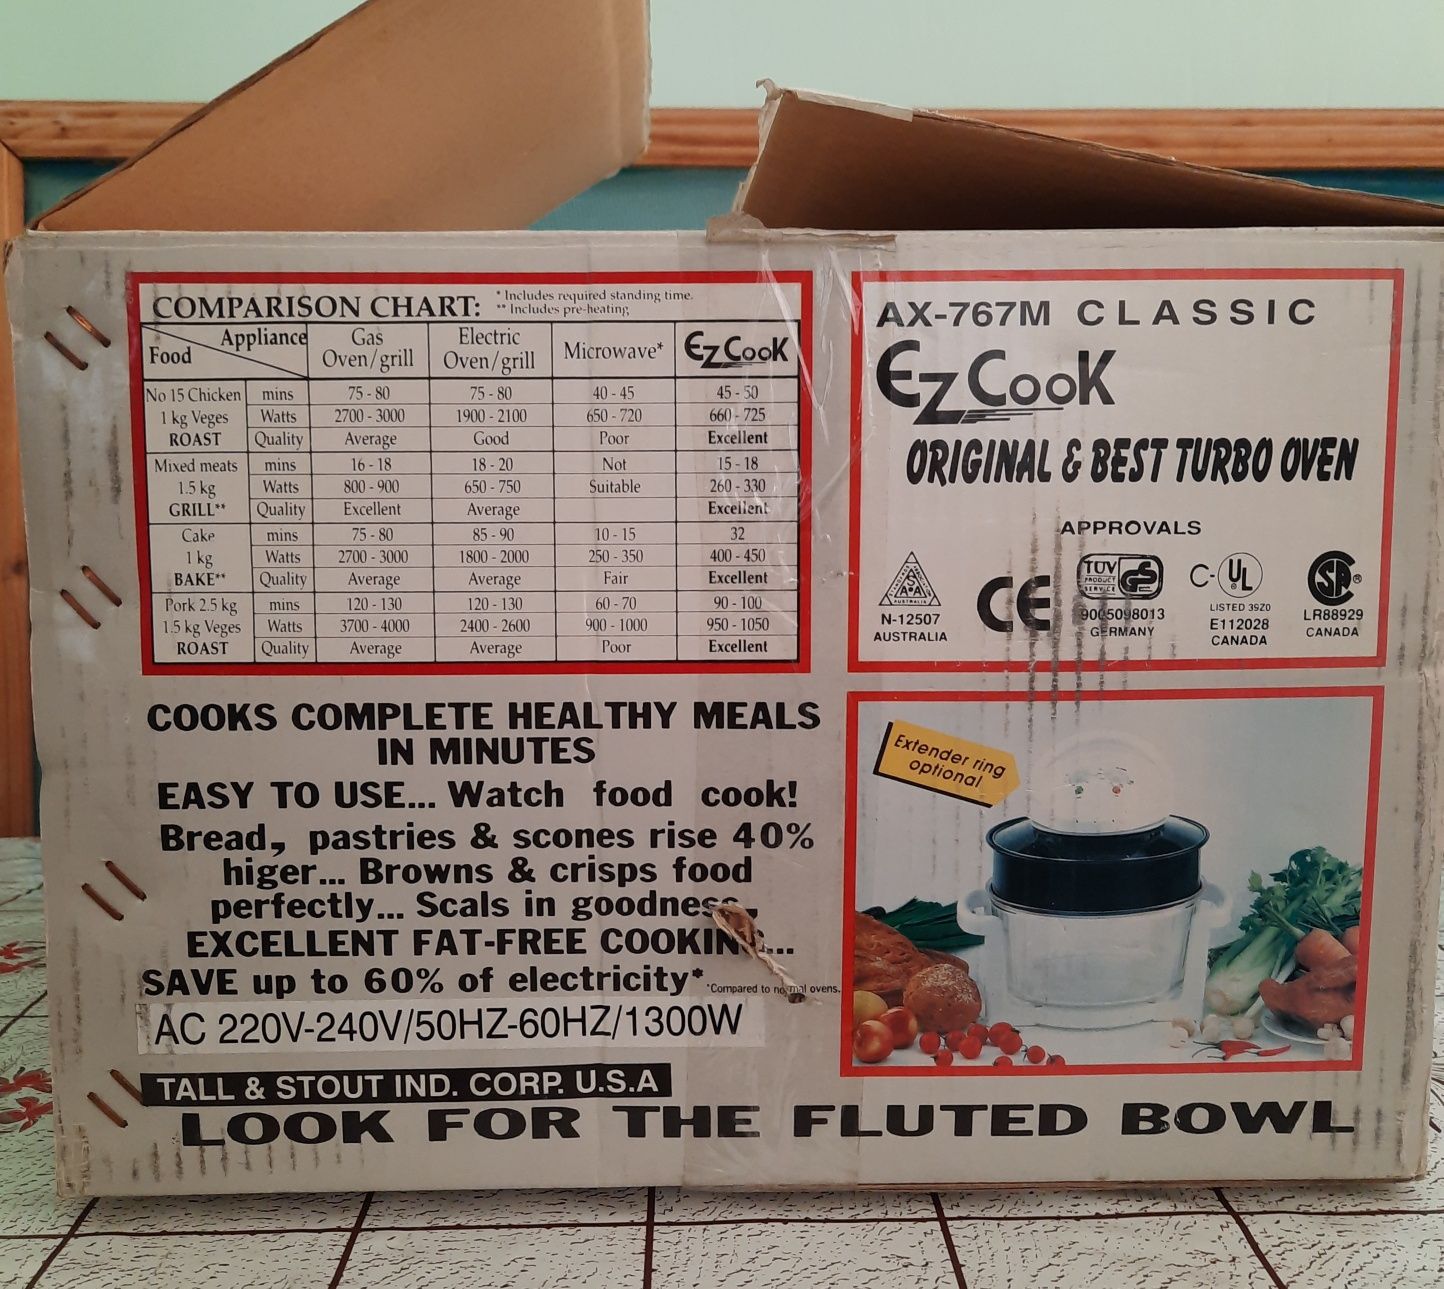 COMPARISON CHART: * Includes required standing time.
** Includes pre-heating
Food Appliance Gas Oven/grill Electric Oven/grill Microwave* EZCOOK
No 15 Chicken mins 75 - 80 75 - 80 40 - 45 45 - 50
1 kg Veges Watts 2700 - 3000 1900 - 2100 650 - 720 660 - 725
ROAST Quality Average Good Poor Excellent
Mixed meats mins 16 - 18 18 - 20 Not 15 - 18
1.5 kg Watts 800 - 900 650 - 750 Suitable 260 - 330
GRILL** Quality Excellent Average Excellent
Cake mins 75 - 80 85 - 90 10 - 15 32
1 kg Watts 2700 - 3000 1800 - 2000 250 - 350 400 - 450
BAKE** Quality Average Average Fair Excellent
Pork 2.5 kg mins 120 - 130 120 - 130 60 - 70 90 - 100
1.5 kg Veges Watts 3700 - 4000 2400 - 2600 900 - 1000 950 - 1050
ROAST Quality Average Average Poor Excellent
AX-767M CLASSIC
EZCOOK
ORIGINAL & BEST TURBO OVEN
APPROVALS
N-12507
AUSTRALIA
CE
TUV
PRODUCT
SERVICE
GS
9005098013
GERMANY
C-UL
LISTED 39Z0
E112028
CANADA
SA®
LR88929
CANADA
COOKS COMPLETE HEALTHY MEALS
IN MINUTES
EASY TO USE... Watch food cook!
Bread, pastries & scones rise 40%
higer... Browns & crisps food
perfectly... Scals in goodness,
EXCELLENT FAT-FREE COOKING...
SAVE up to 60% of electricity* *Compared to normal ovens.
AC 220V-240V/50HZ-60HZ/1300W
TALL & STOUT IND. CORP. U.S.A
LOOK FOR THE FLUTED BOWL
Extender ring
optional